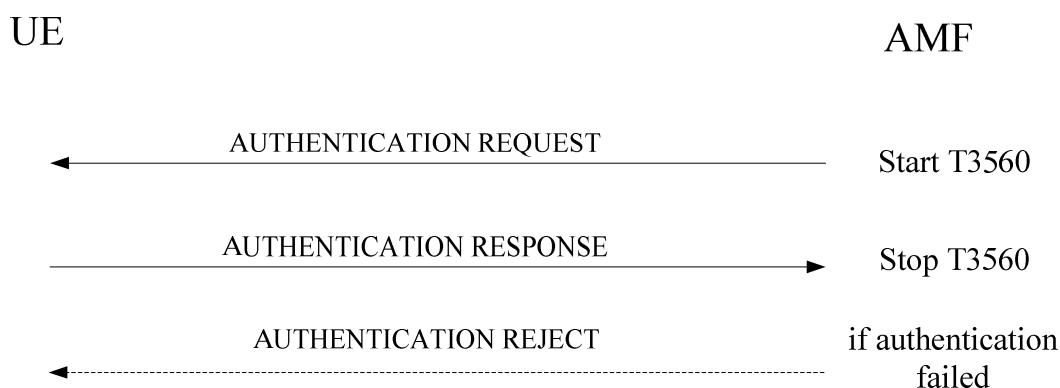 UE
AMF
AUTHENTICATION REQUEST
Start T3560
AUTHENTICATION RESPONSE
Stop T3560
AUTHENTICATION REJECT
if authentication
failed